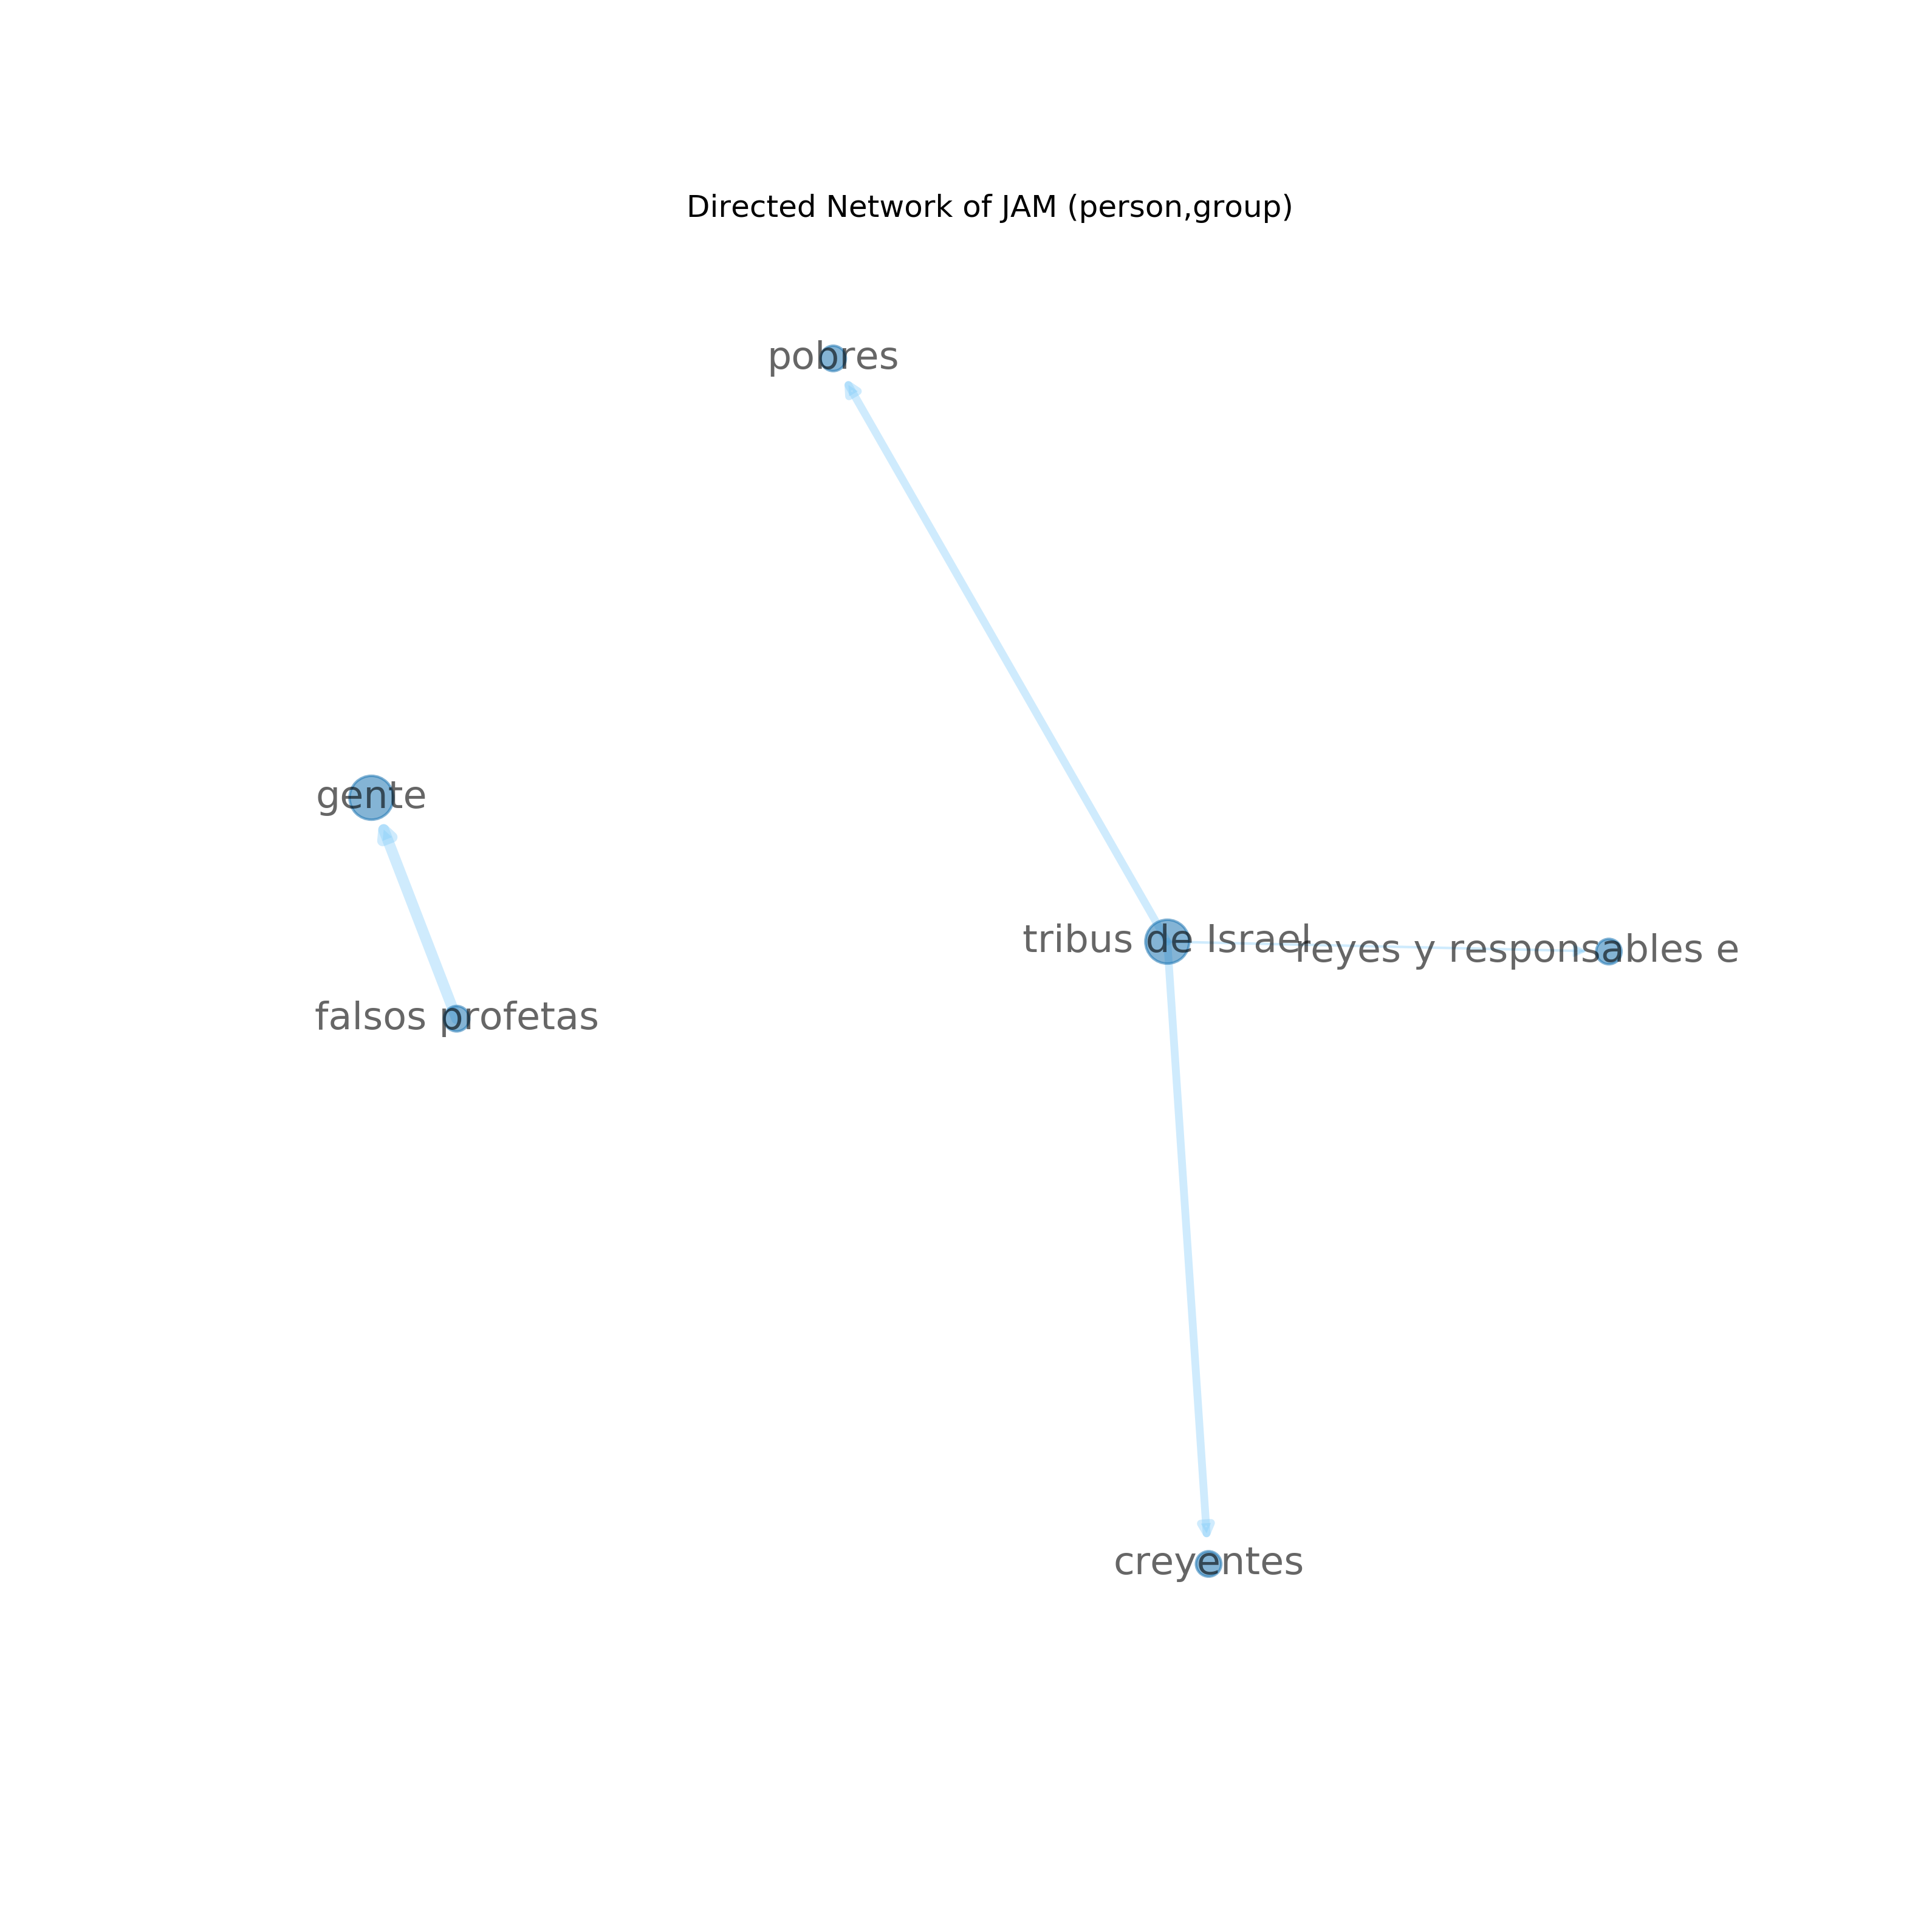 Directed Network of JAM (person,group)
pobres
gente
tribus de Israel
reyes y responsables e
falsos profetas
creyentes